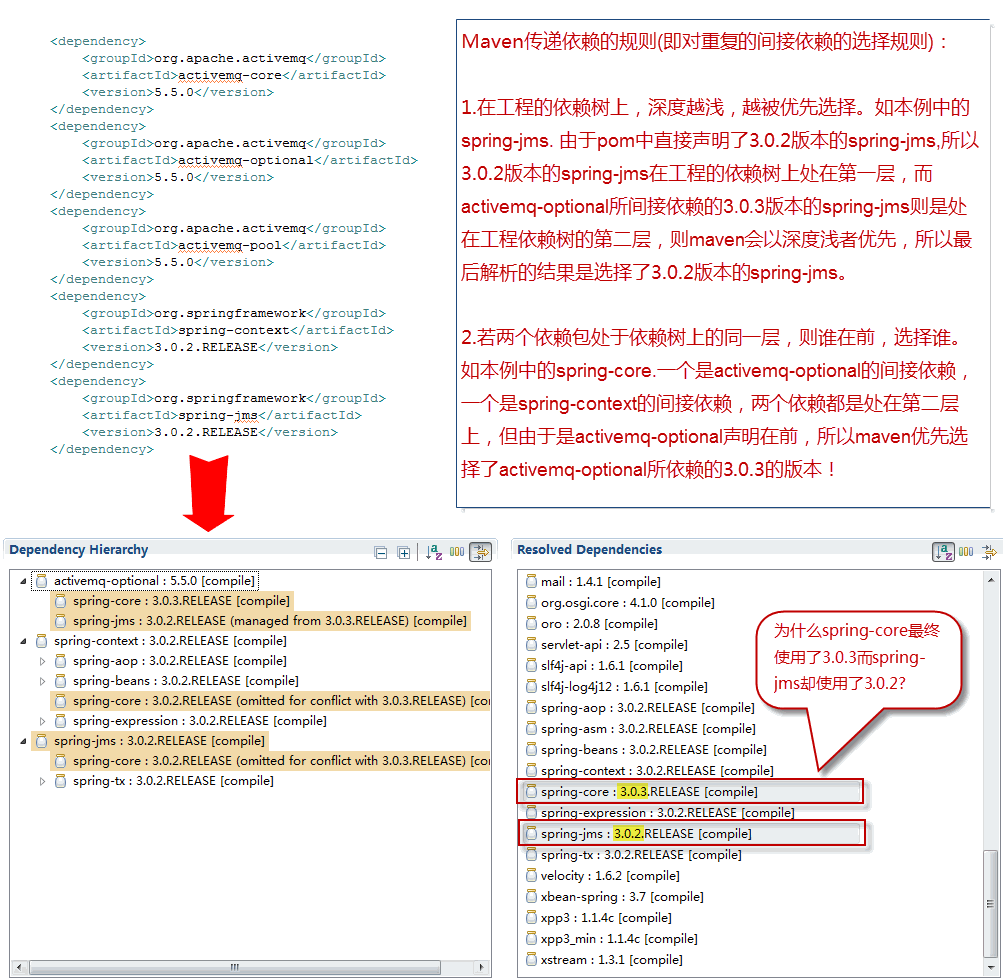 <dependency>
<groupId>org.apache.activemq</groupId>
<artifactId>activemq-core</artifactId>
<version>5.5.0</version>
</dependency>
<dependency>
<groupId>org.apache.activemq</groupId>
<artifactId>activemq-optional</artifactId>
<version>5.5.0</version>
</dependency>
<dependency>
<groupId>org.apache.activemq</groupId>
<artifactId>activemq-pool</artifactId>
<version>5.5.0</version>
</dependency>
<dependency>
<groupId>org.springframework</groupId>
<artifactId>spring-context</artifactId>
<version>3.0.2.RELEASE</version>
</dependency>
<dependency>
<groupId>org.springframework</groupId>
<artifactId>spring-jms</artifactId>
<version>3.0.2.RELEASE</version>
</dependency>
Maven传递依赖的规则(即对重复的间接依赖的选择规则)：
1.在工程的依赖树上，深度越浅，越被优先选择。如本例中的
spring-jms. 由于pom中直接声明了3.0.2版本的spring-jms,所以
3.0.2版本的spring-jms在工程的依赖树上处在第一层，而
activemq-optional所间接依赖的3.0.3版本的spring-jms则是处
在工程依赖树的第二层，则maven会以深度浅者优先，所以最
后解析的结果是选择了3.0.2版本的spring-jms。
2.若两个依赖包处于依赖树上的同一层，则谁在前，选择谁。
如本例中的spring-core.一个是activemq-optional的间接依赖，
一个是spring-context的间接依赖，两个依赖都是处在第二层
上，但由于是activemq-optional声明在前，所以maven优先选
择了activemq-optional所依赖的3.0.3的版本！
Dependency Hierarchy
activemq-optional : 5.5.0 [compile]
spring-core : 3.0.3.RELEASE [compile]
spring-jms : 3.0.2.RELEASE (managed from 3.0.3.RELEASE) [compile]
spring-context : 3.0.2.RELEASE [compile]
spring-aop : 3.0.2.RELEASE [compile]
spring-beans : 3.0.2.RELEASE [compile]
spring-core : 3.0.2.RELEASE (omitted for conflict with 3.0.3.RELEASE) [co
spring-expression : 3.0.2.RELEASE [compile]
spring-jms : 3.0.2.RELEASE [compile]
spring-core : 3.0.2.RELEASE (omitted for conflict with 3.0.3.RELEASE) [co
spring-tx : 3.0.2.RELEASE [compile]
Resolved Dependencies
mail : 1.4.1 [compile]
org.osgi.core : 4.1.0 [compile]
oro : 2.0.8 [compile]
servlet-api : 2.5 [compile]
slf4j-api : 1.6.1 [compile]
slf4j-log4j12 : 1.6.1 [compile]
spring-aop : 3.0.2.RELEASE [compile]
spring-asm : 3.0.2.RELEASE [compile]
spring-beans : 3.0.2.RELEASE [compile]
spring-context : 3.0.2.RELEASE [compile]
spring-core : 3.0.3.RELEASE [compile]
spring-expression : 3.0.2.RELEASE [compile]
spring-jms : 3.0.2.RELEASE [compile]
spring-tx : 3.0.2.RELEASE [compile]
velocity : 1.6.2 [compile]
xbean-spring : 3.7 [compile]
xpp3 : 1.1.4c [compile]
xpp3_min : 1.1.4c [compile]
xstream : 1.3.1 [compile]
为什么spring-core最终
使用了3.0.3而spring-
jms却使用了3.0.2?